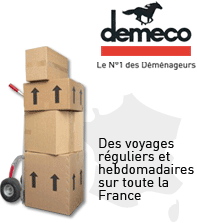 demeco
Le N°1 des Déménageurs
Des voyages
réguliers et
hebdomadaires
sur toute la
France